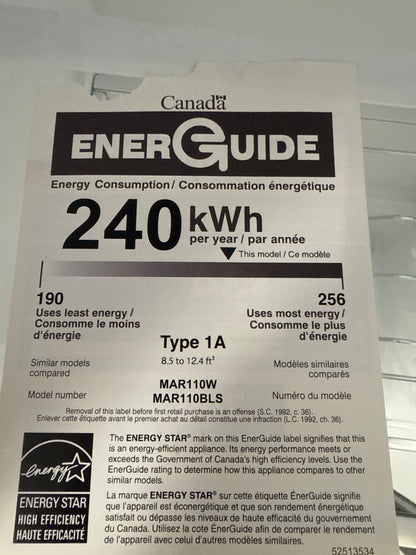 Canada
ENERGUIDE
Energy Consumption / Consommation énergétique
240 kWh
per year / par année
This model / Ce modèle
190
Uses least energy /
Consomme le moins
d'énergie
256
Uses most energy /
Consomme le plus
d'énergie
Type 1A
8.5 to 12.4 ft³
Similar models
compared
Modèles similaires
comparés
MAR110W
Model number
MAR110BLS
Numéro du modèle
Removal of this label before first retail purchase is an offense (S.C. 1992, c. 36).
Enlever cette étiquette avant le premier achat au détail constitue une infraction (L.C. 1992, ch. 36).
energy
ENERGY STAR
HIGH EFFICIENCY
HAUTE EFFICACITÉ
The ENERGY STAR® mark on this EnerGuide label signifies that this
is an energy-efficient appliance. Its energy performance meets or
exceeds the Government of Canada's high efficiency levels. Use the
EnerGuide rating to determine how this appliance compares to other
similar models.
La marque ENERGY STAR® sur cette étiquette ÉnerGuide signifie
que l'appareil est éconergétique et que son rendement énergétique
satisfait ou dépasse les niveaux de haute efficacité du gouvernement
du Canada. Utilisez la cote ÉnerGuide afin de comparer le rendement
de l'appareil avec celui d'autres modèles similaires.
52513534